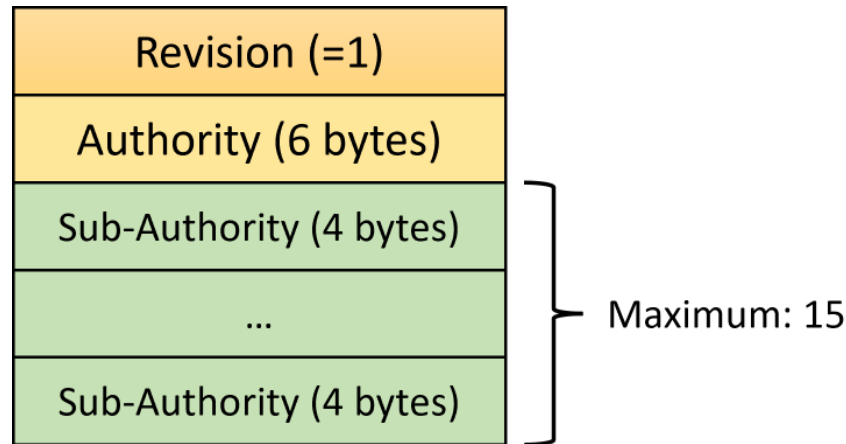 Revision (=1)
Authority (6 bytes)
Sub-Authority (4 bytes)
...
Maximum: 15
Sub-Authority (4 bytes)